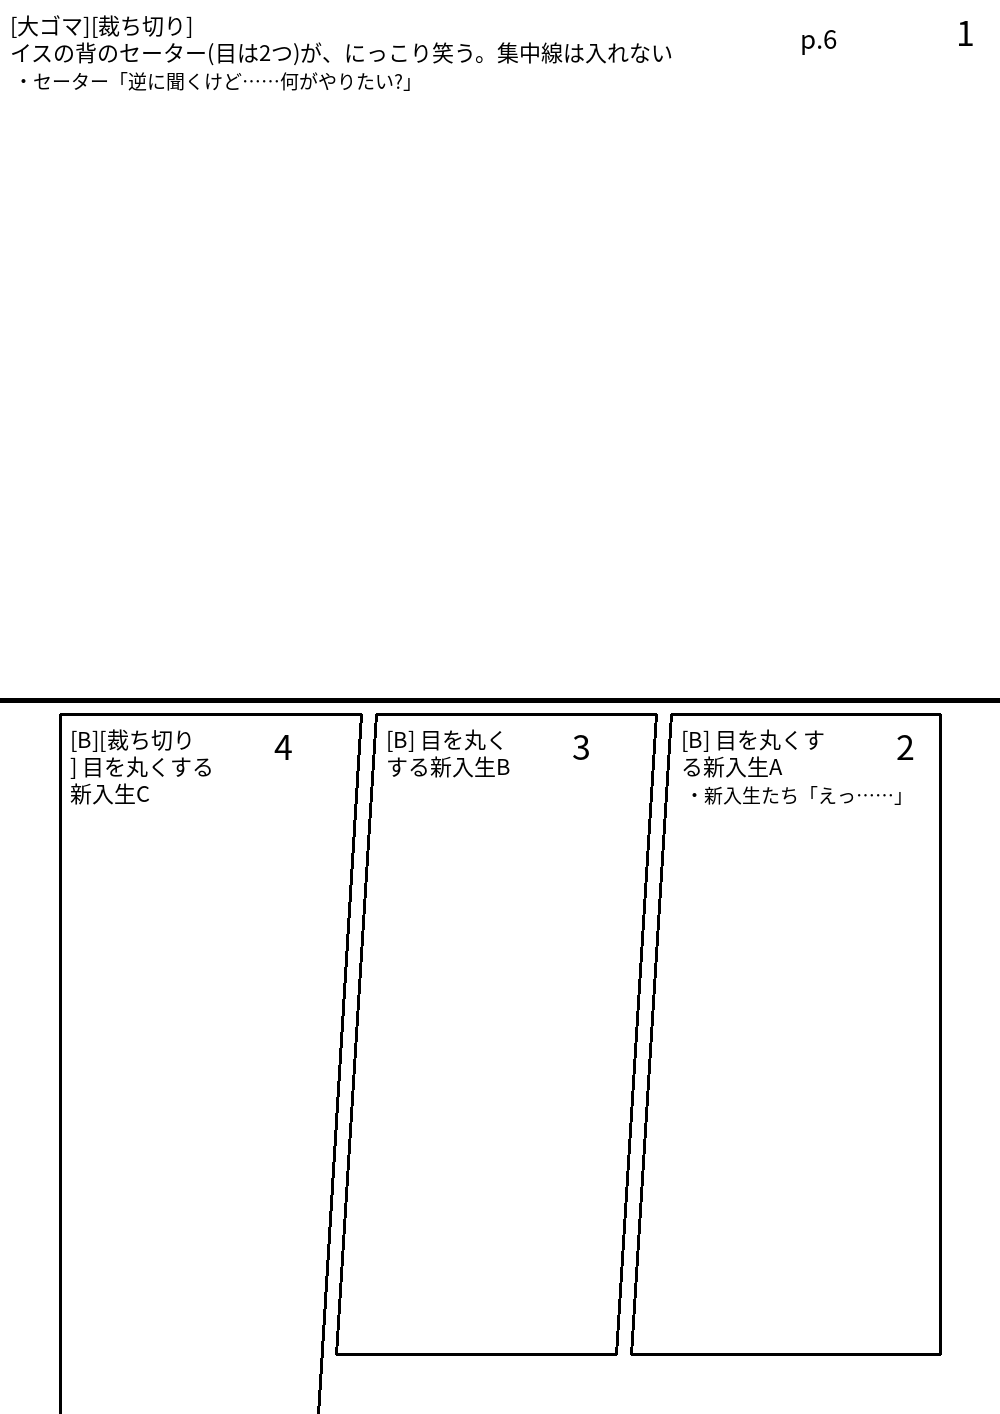 [大ゴマ][裁ち切り]
イスの背のセーター(目は2つ)が、にっこり笑う。集中線は入れない
・セーター「逆に聞くけど……何がやりたい?」
p.6
1
[B] 目を丸くす
る新入生A
・新入生たち「えっ……」
2
[B] 目を丸く
する新入生B
3
[B][裁ち切り
] 目を丸くする
新入生C
4